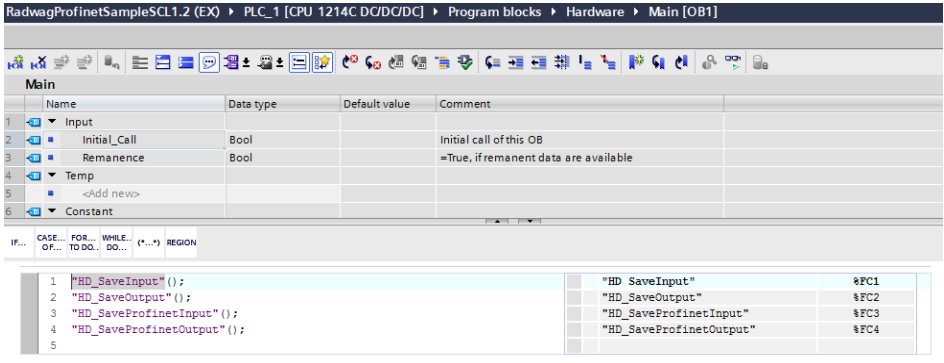 RadwagProfinetSampleSCL1.2 (EX) ▸ PLC_1 [CPU 1214C DC/DC/DC] ▸ Program blocks ▸ Hardware ▸ Main [OB1]
Main
Name Data type Default value Comment
1 Input
2 Initial_Call Bool Initial call of this OB
3 Remanence Bool =True, if remanent data are available
4 Temp
5 <Add new>
6 Constant
IF... CASE... OF... FOR... TO DO.. WHILE.. DO... (*...*) REGION
1 "HD_SaveInput"(); "HD_SaveInput" %FC1
2 "HD_SaveOutput"(); "HD_SaveOutput" %FC2
3 "HD_SaveProfinetInput"(); "HD_SaveProfinetInput" %FC3
4 "HD_SaveProfinetOutput"(); "HD_SaveProfinetOutput" %FC4
5